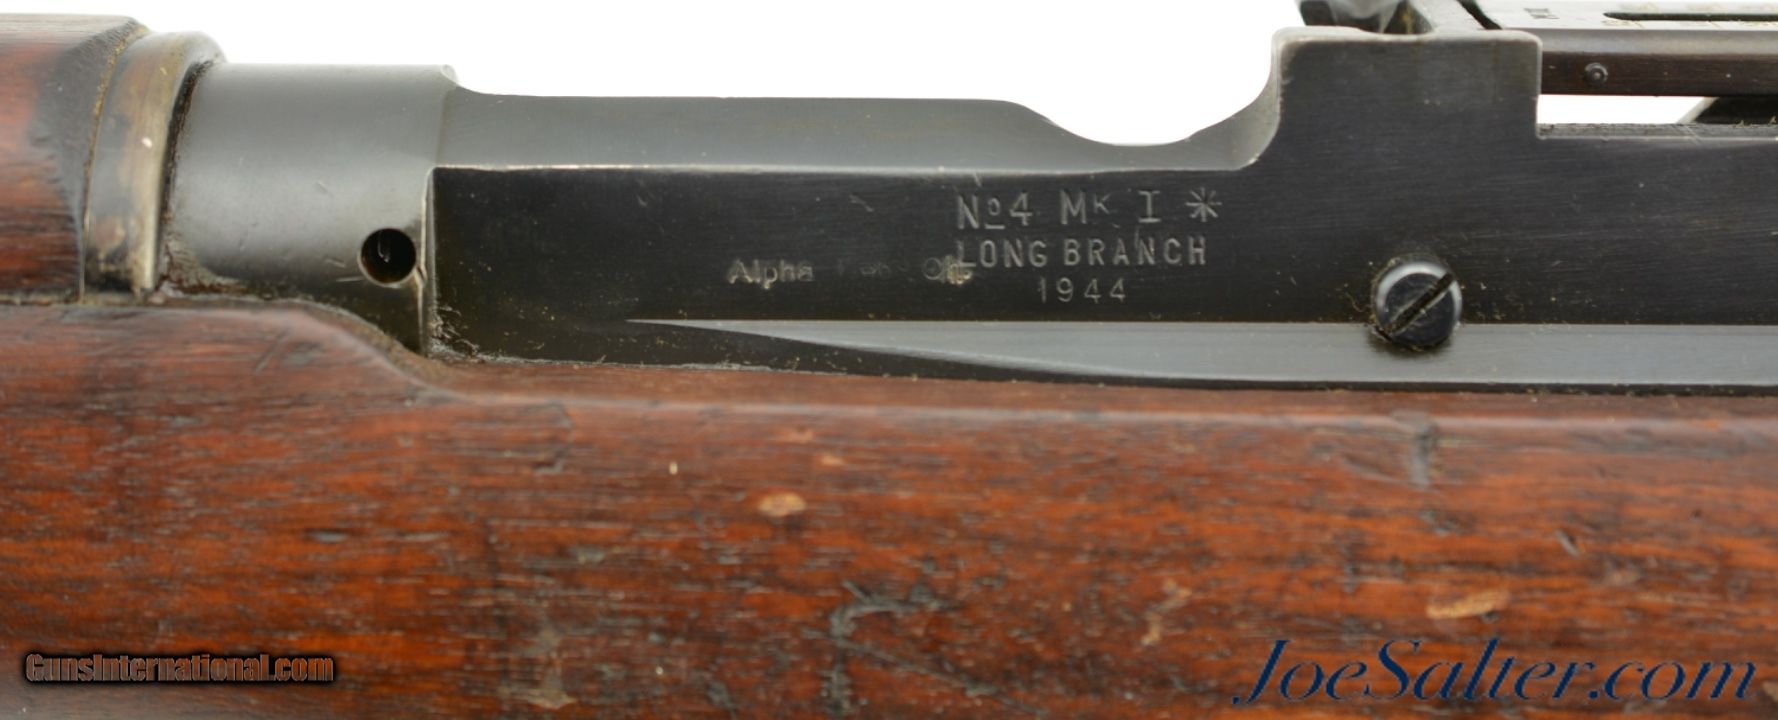 No4 Mk I *
LONG BRANCH
1944
Alpha
GunsInternational.com
JoeSalter.com